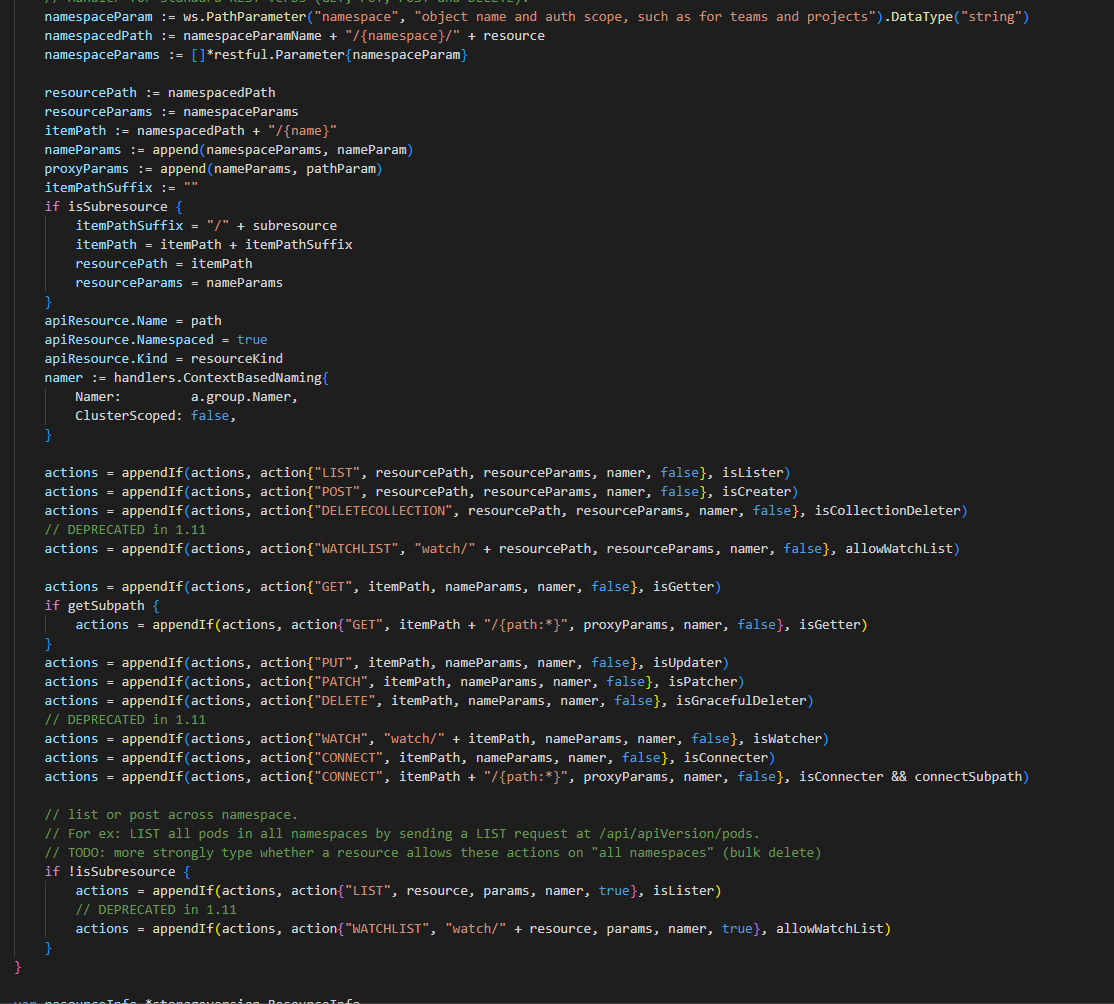 // Handler for standard REST verbs (GET, PUT, POST and DELETE).
namespaceParam := ws.PathParameter("namespace", "object name and auth scope, such as for teams and projects").DataType("string")
namespacedPath := namespaceParamName + "/{namespace}/" + resource
namespaceParams := []*restful.Parameter{namespaceParam}

resourcePath := namespacedPath
resourceParams := namespaceParams
itemPath := namespacedPath + "/{name}"
nameParams := append(namespaceParams, nameParam)
proxyParams := append(nameParams, pathParam)
itemPathSuffix := ""
if isSubresource {
    itemPathSuffix = "/" + subresource
    itemPath = itemPath + itemPathSuffix
    resourcePath = itemPath
    resourceParams = nameParams
}
apiResource.Name = path
apiResource.Namespaced = true
apiResource.Kind = resourceKind
namer := handlers.ContextBasedNaming{
    Namer:         a.group.Namer,
    ClusterScoped: false,
}

actions = appendIf(actions, action{"LIST", resourcePath, resourceParams, namer, false}, isLister)
actions = appendIf(actions, action{"POST", resourcePath, resourceParams, namer, false}, isCreater)
actions = appendIf(actions, action{"DELETECOLLECTION", resourcePath, resourceParams, namer, false}, isCollectionDeleter)
// DEPRECATED in 1.11
actions = appendIf(actions, action{"WATCHLIST", "watch/" + resourcePath, resourceParams, namer, false}, allowWatchList)

actions = appendIf(actions, action{"GET", itemPath, nameParams, namer, false}, isGetter)
if getSubpath {
    actions = appendIf(actions, action{"GET", itemPath + "/{path:*}", proxyParams, namer, false}, isGetter)
}
actions = appendIf(actions, action{"PUT", itemPath, nameParams, namer, false}, isUpdater)
actions = appendIf(actions, action{"PATCH", itemPath, nameParams, namer, false}, isPatcher)
actions = appendIf(actions, action{"DELETE", itemPath, nameParams, namer, false}, isGracefulDeleter)
// DEPRECATED in 1.11
actions = appendIf(actions, action{"WATCH", "watch/" + itemPath, nameParams, namer, false}, isWatcher)
actions = appendIf(actions, action{"CONNECT", itemPath, nameParams, namer, false}, isConnecter)
actions = appendIf(actions, action{"CONNECT", itemPath + "/{path:*}", proxyParams, namer, false}, isConnecter && connectSubpath)

// list or post across namespace.
// For ex: LIST all pods in all namespaces by sending a LIST request at /api/apiVersion/pods.
// TODO: more strongly type whether a resource allows these actions on "all namespaces" (bulk delete)
if !isSubresource {
    actions = appendIf(actions, action{"LIST", resource, params, namer, true}, isLister)
    // DEPRECATED in 1.11
    actions = appendIf(actions, action{"WATCHLIST", "watch/" + resource, params, namer, true}, allowWatchList)
}
}

var resourceInfo *storageversion.ResourceInfo